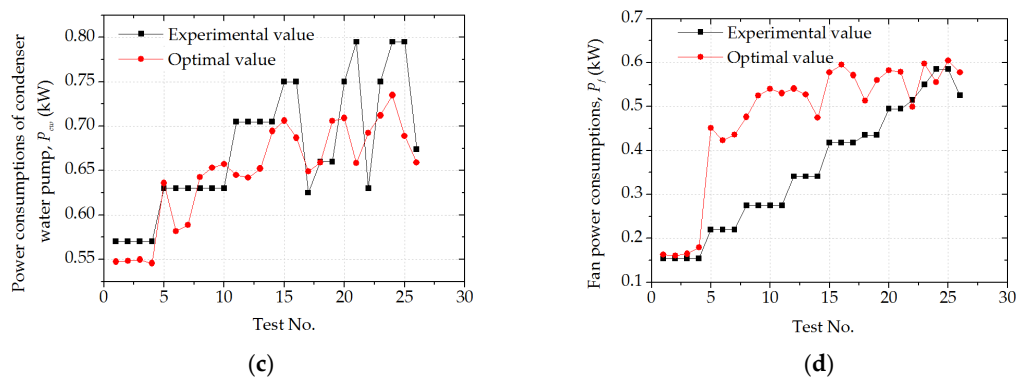 Power consumptions of condenser
water pump, P_cw (kW)
0.80
0.75
0.70
0.65
0.60
0.55
Experimental value
Optimal value
0 5 10 15 20 25 30
Test No.
(c)
Fan power consumptions, P_f (kW)
0.7
0.6
0.5
0.4
0.3
0.2
0.1
Experimental value
Optimal value
0 5 10 15 20 25 30
Test No.
(d)